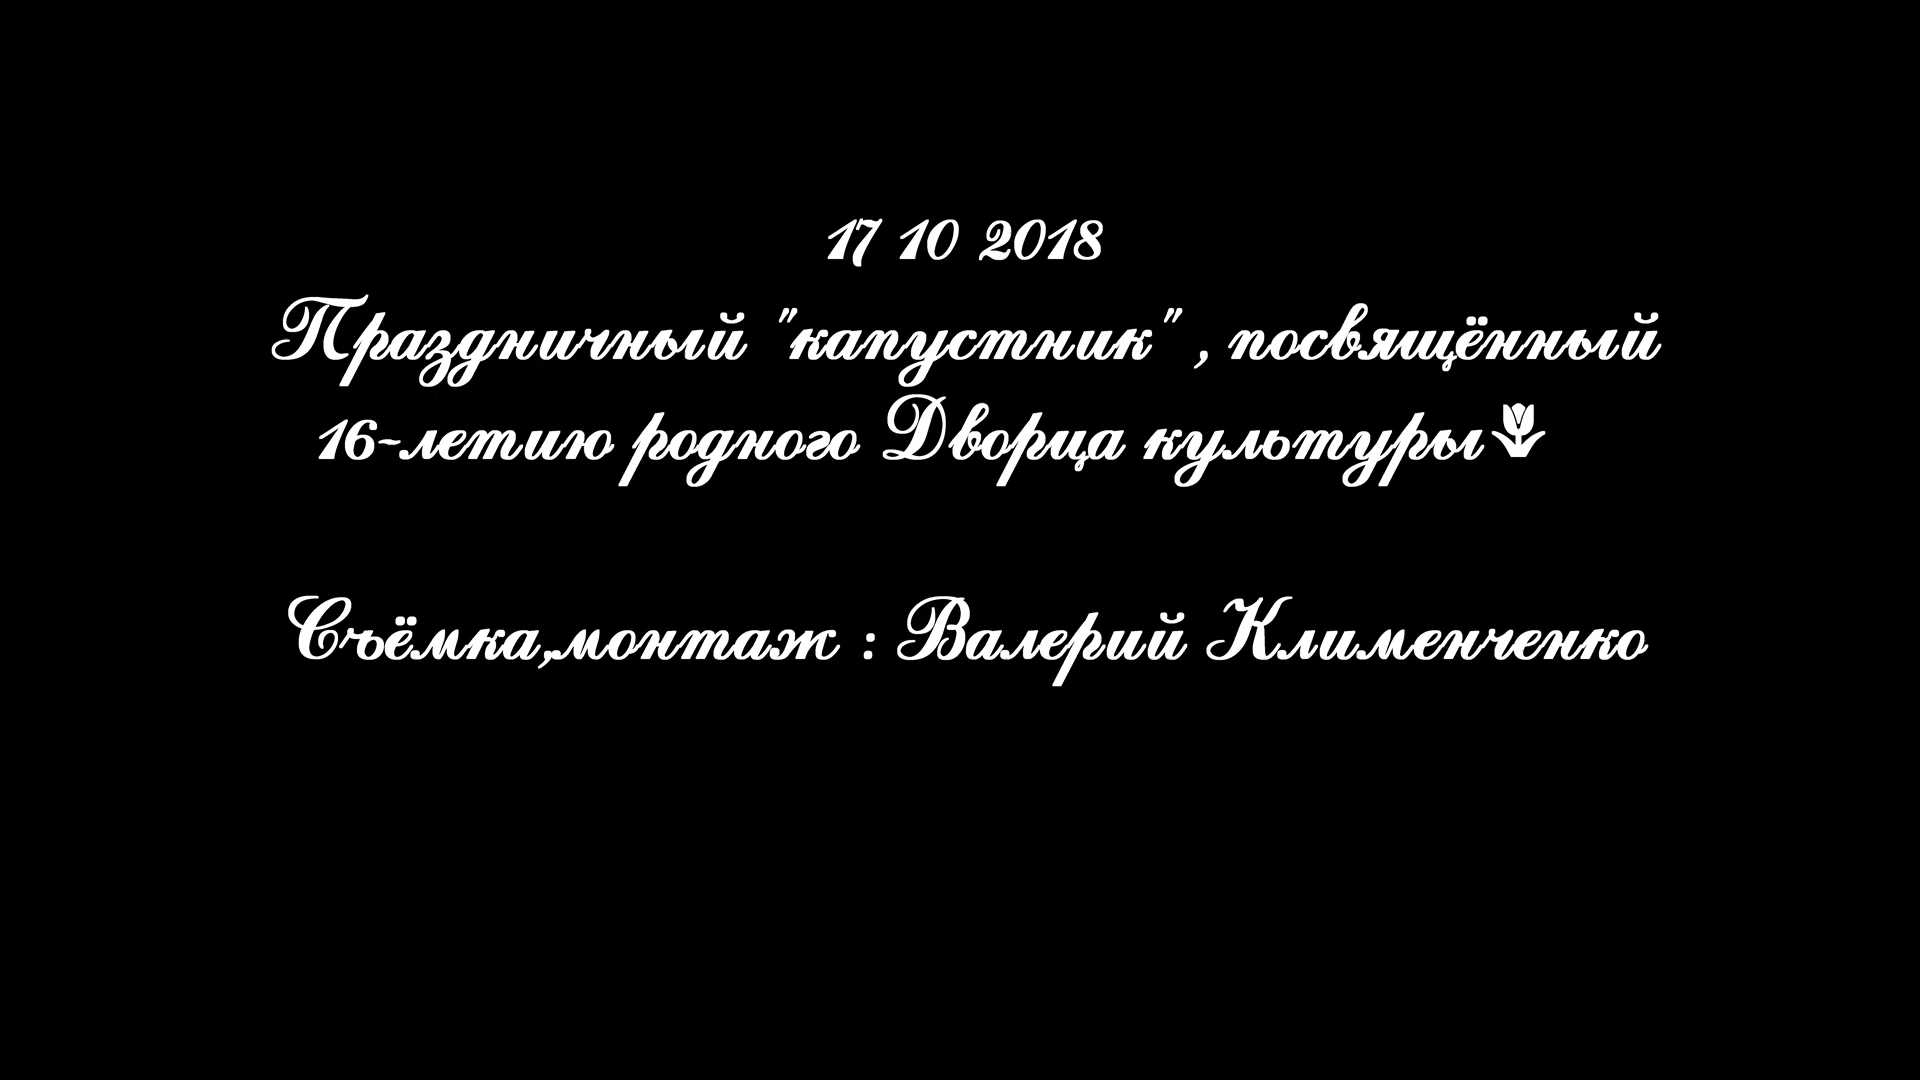 17 10 2018
Праздничный "капустник" , посвящённый
16-летию родного Дворца культуры🌷
Съёмка,монтаж : Валерий Клименченко